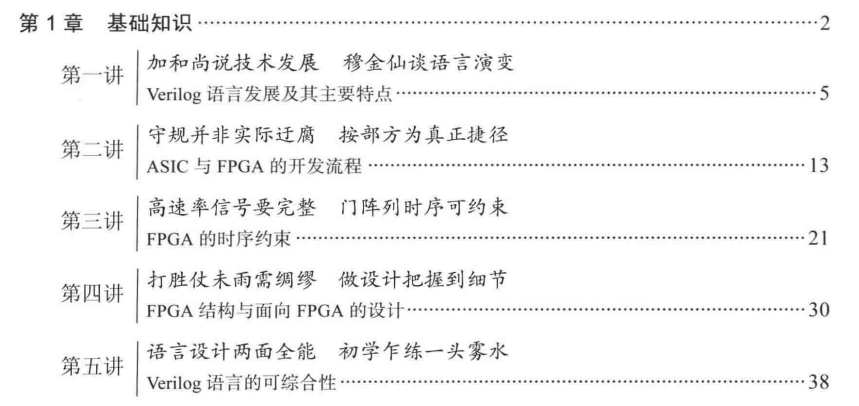 第1章 基础知识……2
第一讲 加和尚说技术发展 穆金仙谈语言演变
Verilog 语言发展及其主要特点……5
第二讲 守规并非实际迂腐 按部方为真正捷径
ASIC 与 FPGA 的开发流程……13
第三讲 高速率信号要完整 门阵列时序可约束
FPGA 的时序约束……21
第四讲 打胜仗未雨需绸缪 做设计把握到细节
FPGA 结构与面向 FPGA 的设计……30
第五讲 语言设计两面全能 初学乍练一头雾水
Verilog 语言的可综合性……38